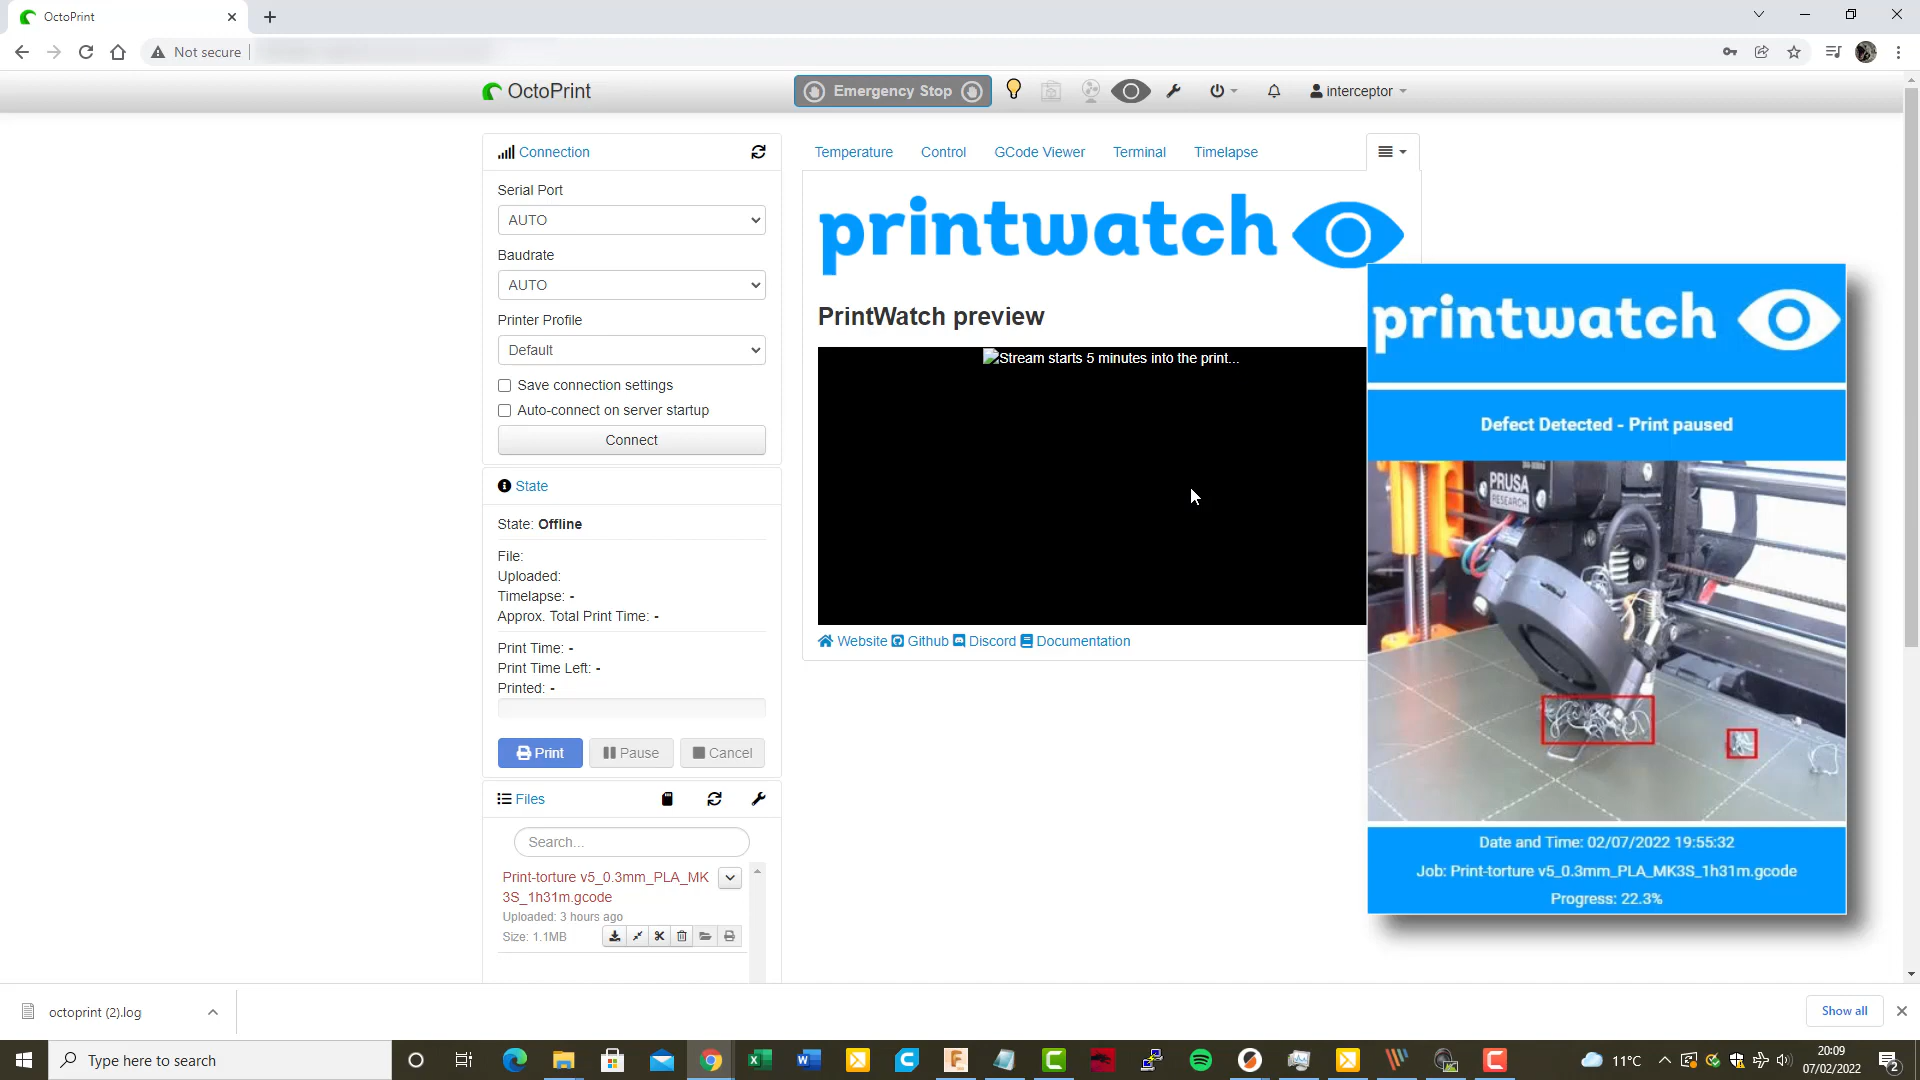 OctoPrint
Not secure
OctoPrint
Emergency Stop
interceptor
Connection
Serial Port
AUTO
Baudrate
AUTO
Printer Profile
Default
Save connection settings
Auto-connect on server startup
Connect
State
State: Offline
File:
Uploaded:
Timelapse: -
Approx. Total Print Time: -
Print Time: -
Print Time Left: -
Printed: -
Print
Pause
Cancel
Files
Search...
Print-torture v5_0.3mm_PLA_MK
3S_1h31m.gcode
Uploaded: 3 hours ago
Size: 1.1MB
Temperature
Control
GCode Viewer
Terminal
Timelapse
printwatch
PrintWatch preview
Stream starts 5 minutes into the print...
Website Github Discord Documentation
printwatch
Defect Detected - Print paused
PRUSA
RESEARCH
Date and Time: 02/07/2022 19:55:32
Job: Print-torture v5_0.3mm_PLA_MK3S_1h31m.gcode
Progress: 22.3%
octoprint (2).log
Show all
Type here to search
11°C
20:09
07/02/2022
2